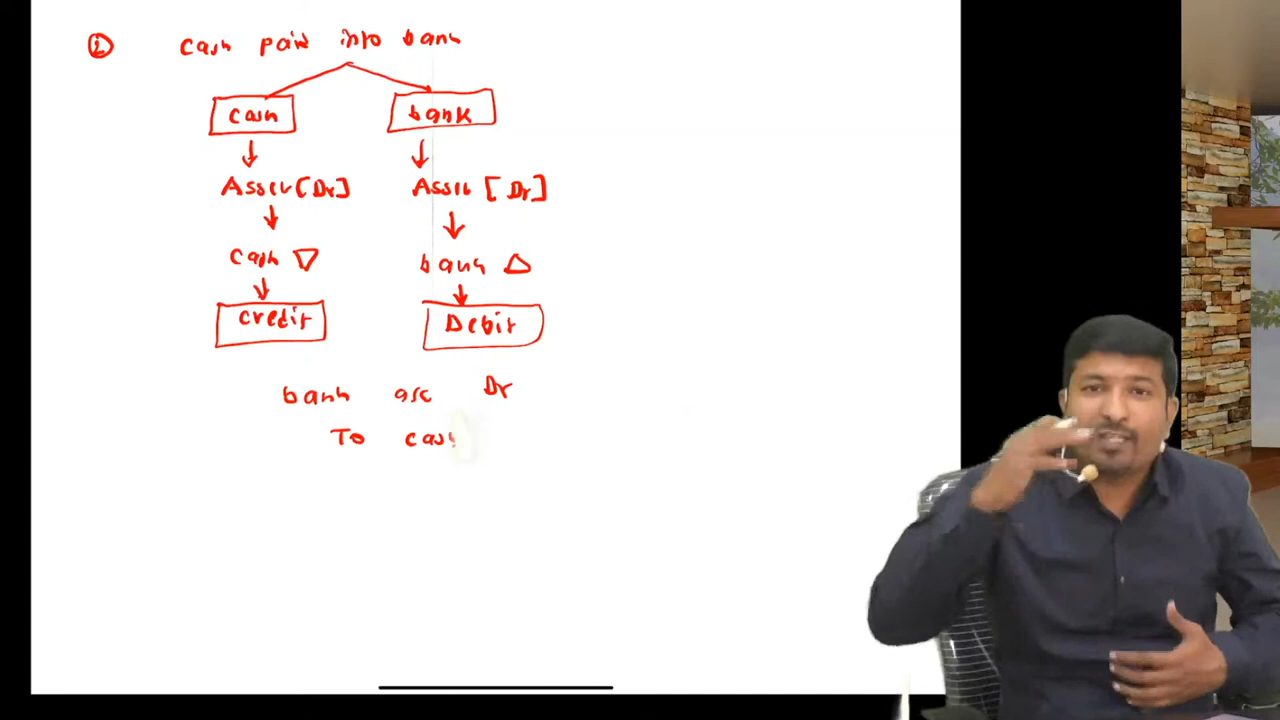 ② cash paid into bank
cash bank
Asset [Dr] Asset [Dr]
cash ▽ bank △
credit Debit
bank a/c Dr
To cash